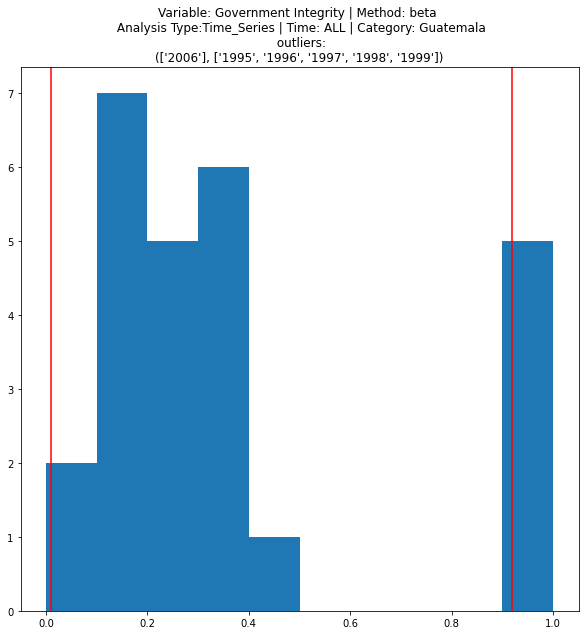 Variable: Government Integrity | Method: beta
Analysis Type:Time_Series | Time: ALL | Category: Guatemala
outliers:
(['2006'], ['1995', '1996', '1997', '1998', '1999'])
7
6
5
4
3
2
1
0
0.0 0.2 0.4 0.6 0.8 1.0